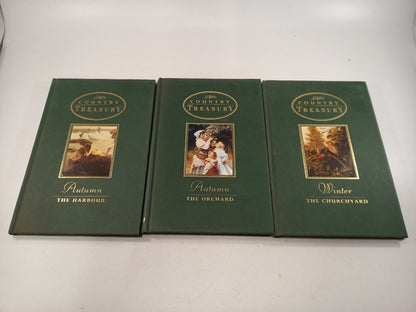 COUNTRY
TREASURY
Autumn
THE HARBOUR
COUNTRY
TREASURY
Autumn
THE ORCHARD
COUNTRY
TREASURY
Winter
THE CHURCHYARD